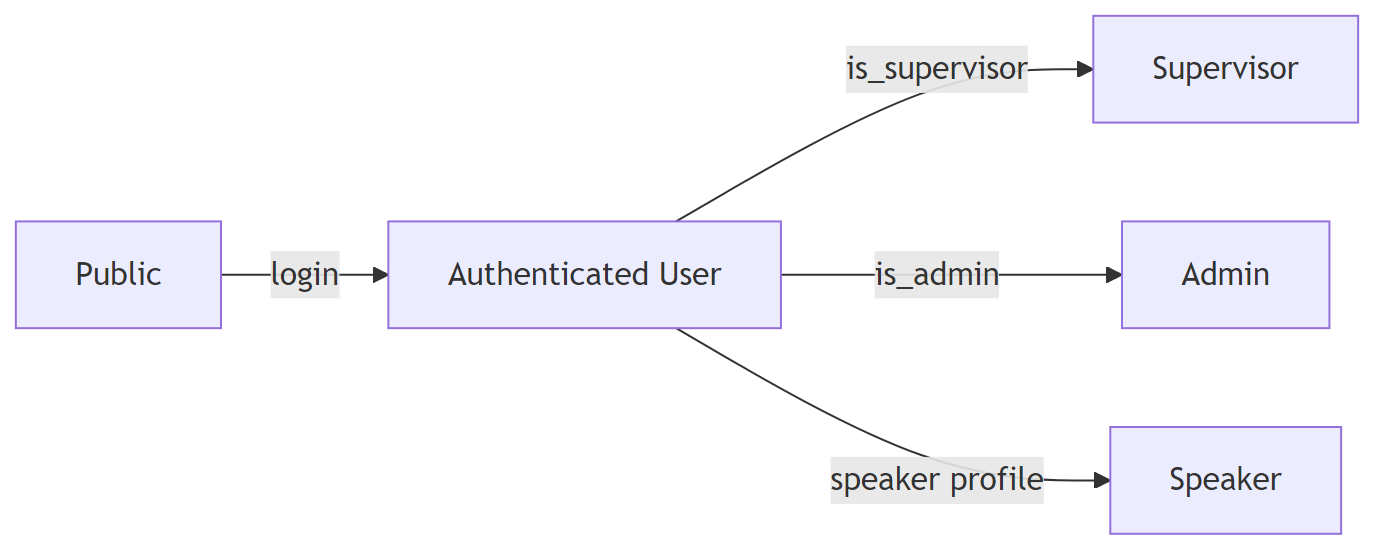 Public
login
Authenticated User
is_supervisor
Supervisor
is_admin
Admin
speaker profile
Speaker